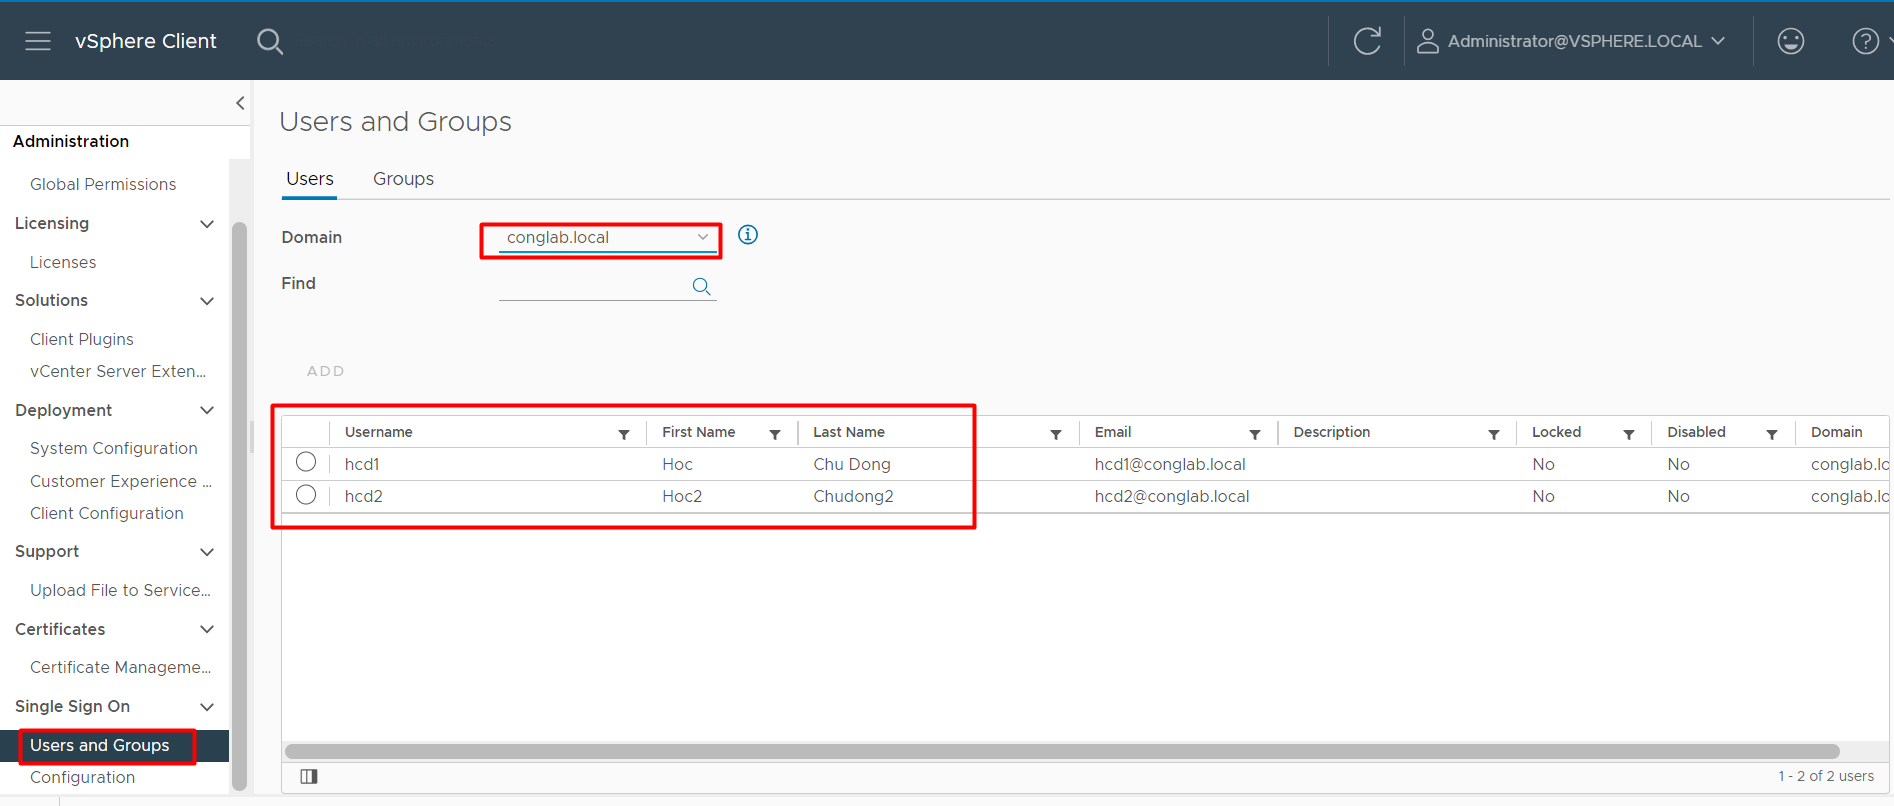 vSphere Client
Administrator@VSPHERE.LOCAL
Administration
Global Permissions
Licensing
Licenses
Solutions
Client Plugins
vCenter Server Exten...
Deployment
System Configuration
Customer Experience ...
Client Configuration
Support
Upload File to Service...
Certificates
Certificate Manageme...
Single Sign On
Users and Groups
Configuration
Users and Groups
Users Groups
Domain conglab.local
Find
ADD
Username First Name Last Name Email Description Locked Disabled Domain
hcd1 Hoc Chu Dong hcd1@conglab.local No No conglab.lo
hcd2 Hoc2 Chudong2 hcd2@conglab.local No No conglab.lo
1 - 2 of 2 users